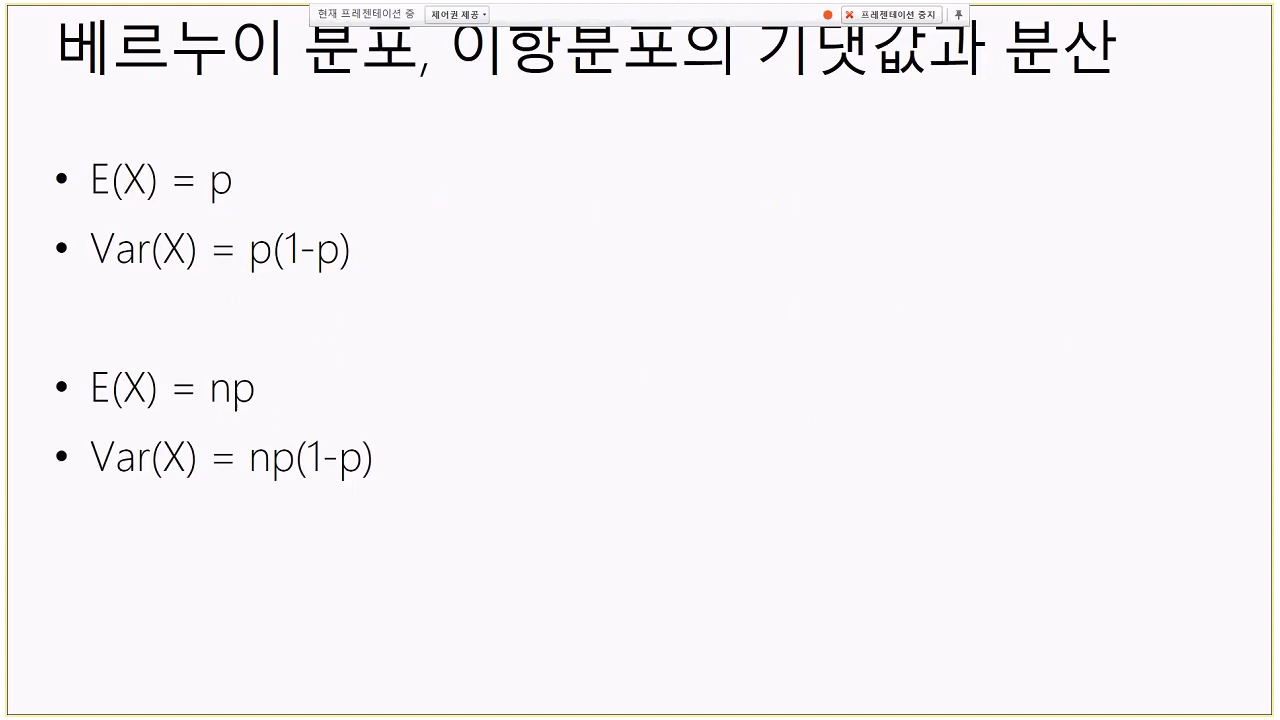 현재 프레젠테이션 중 제어권 제공 프레젠테이션 중지
베르누이 분포, 이항분포의 기댓값과 분산
• E(X) = p
• Var(X) = p(1-p)
• E(X) = np
• Var(X) = np(1-p)